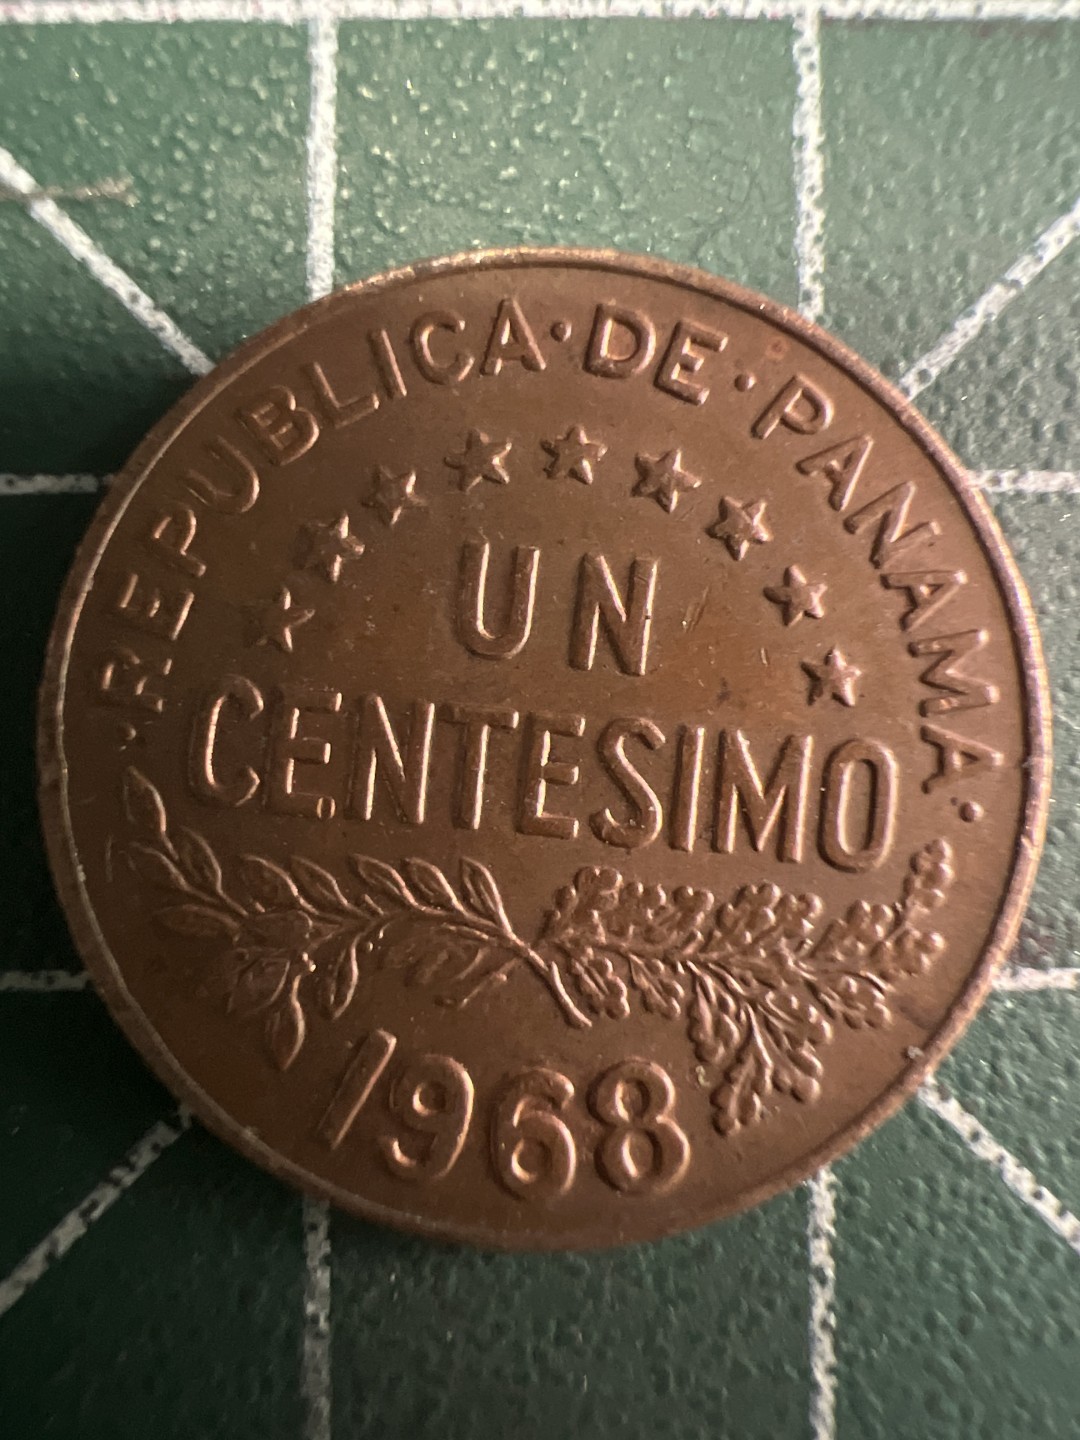 ·REPUBLICA·DE·PANAMA·
UN
CENTESIMO
1968